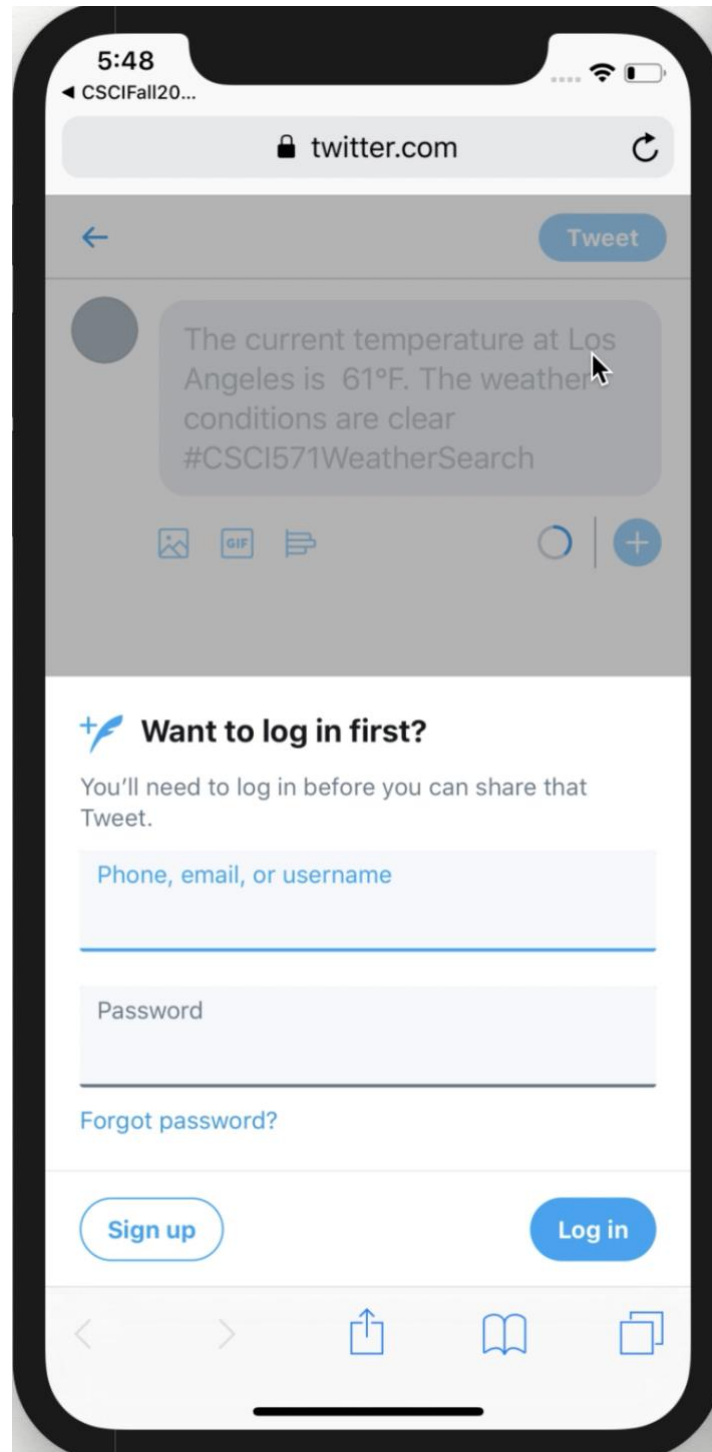 5:48
◀ CSCIFall20...
twitter.com
Tweet
The current temperature at Los
Angeles is 61°F. The weather
conditions are clear
#CSCI571WeatherSearch
GIF
Want to log in first?
You’ll need to log in before you can share that
Tweet.
Phone, email, or username
Password
Forgot password?
Sign up
Log in